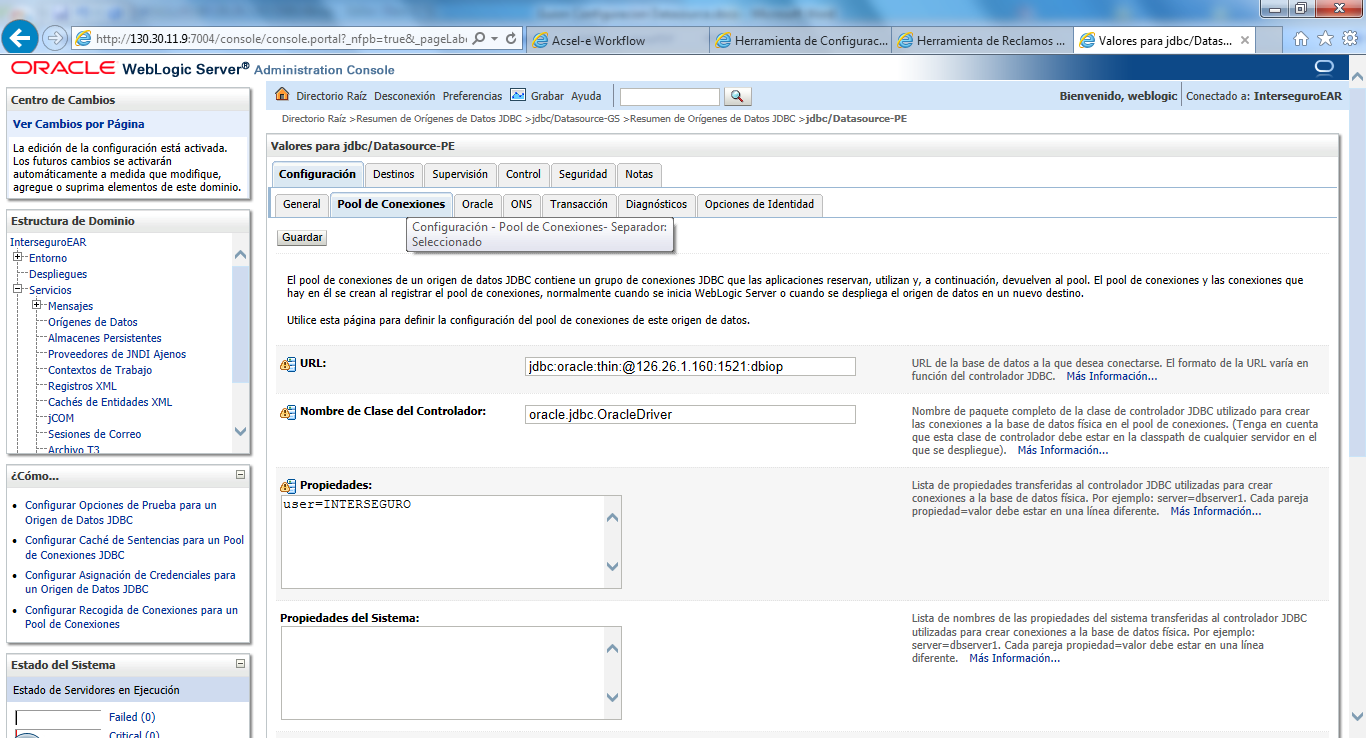 http://130.30.11.9:7004/console/console.portal?_nfpb=true&_pageLabe
Acsel-e Workflow
Herramienta de Configurac...
Herramienta de Reclamos ...
Valores para jdbc/Datas...
ORACLE WebLogic Server® Administration Console
Centro de Cambios
Ver Cambios por Página
La edición de la configuración está activada.
Los futuros cambios se activarán
automáticamente a medida que modifique,
agregue o suprima elementos de este dominio.
Estructura de Dominio
InterseguroEAR
Entorno
Despliegues
Servicios
Mensajes
Orígenes de Datos
Almacenes Persistentes
Proveedores de JNDI Ajenos
Contextos de Trabajo
Registros XML
Cachés de Entidades XML
jCOM
Sesiones de Correo
Archivo T3
¿Cómo...
Configurar Opciones de Prueba para un
Origen de Datos JDBC
Configurar Caché de Sentencias para un Pool
de Conexiones JDBC
Configurar Asignación de Credenciales para
un Origen de Datos JDBC
Configurar Recogida de Conexiones para un
Pool de Conexiones
Estado del Sistema
Estado de Servidores en Ejecución
Failed (0)
Critical (0)
Directorio Raíz Desconexión Preferencias Grabar Ayuda
Bienvenido, weblogic Conectado a: InterseguroEAR
Directorio Raíz >Resumen de Orígenes de Datos JDBC >jdbc/Datasource-GS >Resumen de Orígenes de Datos JDBC >jdbc/Datasource-PE
Valores para jdbc/Datasource-PE
Configuración Destinos Supervisión Control Seguridad Notas
General Pool de Conexiones Oracle ONS Transacción Diagnósticos Opciones de Identidad
Configuración - Pool de Conexiones- Separador:
Seleccionado
Guardar
El pool de conexiones de un origen de datos JDBC contiene un grupo de conexiones JDBC que las aplicaciones reservan, utilizan y, a continuación, devuelven al pool. El pool de conexiones y las conexiones que
hay en él se crean al registrar el pool de conexiones, normalmente cuando se inicia WebLogic Server o cuando se despliega el origen de datos en un nuevo destino.
Utilice esta página para definir la configuración del pool de conexiones de este origen de datos.
URL:
jdbc:oracle:thin:@126.26.1.160:1521:dbiop
URL de la base de datos a la que desea conectarse. El formato de la URL varía en
función del controlador JDBC. Más Información...
Nombre de Clase del Controlador:
oracle.jdbc.OracleDriver
Nombre de paquete completo de la clase de controlador JDBC utilizado para crear
las conexiones a la base de datos física en el pool de conexiones. (Tenga en cuenta
que esta clase de controlador debe estar en la classpath de cualquier servidor en el
que se despliegue). Más Información...
Propiedades:
user=INTERSEGURO
Lista de propiedades transferidas al controlador JDBC utilizadas para crear
conexiones a la base de datos física. Por ejemplo: server=dbserver1. Cada pareja
propiedad=valor debe estar en una línea diferente. Más Información...
Propiedades del Sistema:
Lista de nombres de las propiedades del sistema transferidas al controlador JDBC
utilizadas para crear conexiones a la base de datos física. Por ejemplo:
server=dbserver1. Cada pareja propiedad=valor debe estar en una línea
diferente. Más Información...